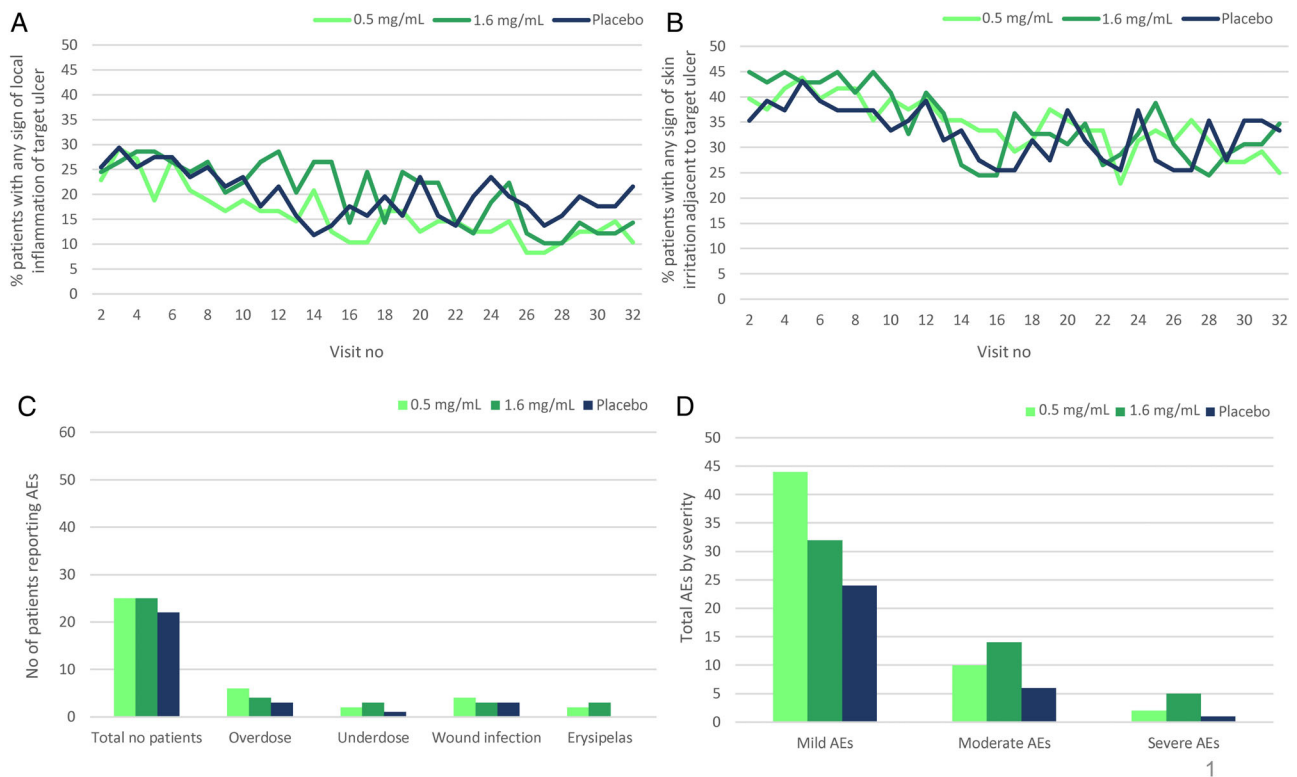 A
0.5 mg/mL 1.6 mg/mL Placebo
% patients with any sign of local
inflammation of target ulcer
50
45
40
35
30
25
20
15
10
5
0
2 4 6 8 10 12 14 16 18 20 22 24 26 28 30 32
Visit no
B
0.5 mg/mL 1.6 mg/mL Placebo
% patients with any sign of skin
irritation adjacent to target ulcer
50
45
40
35
30
25
20
15
10
5
0
2 4 6 8 10 12 14 16 18 20 22 24 26 28 30 32
Visit no
C
0.5 mg/mL 1.6 mg/mL Placebo
No of patients reporting AEs
60
50
40
30
20
10
0
Total no patients Overdose Underdose Wound infection Erysipelas
D
0.5 mg/mL 1.6 mg/mL Placebo
Total AEs by severity
50
45
40
35
30
25
20
15
10
5
0
Mild AEs Moderate AEs Severe AEs
1